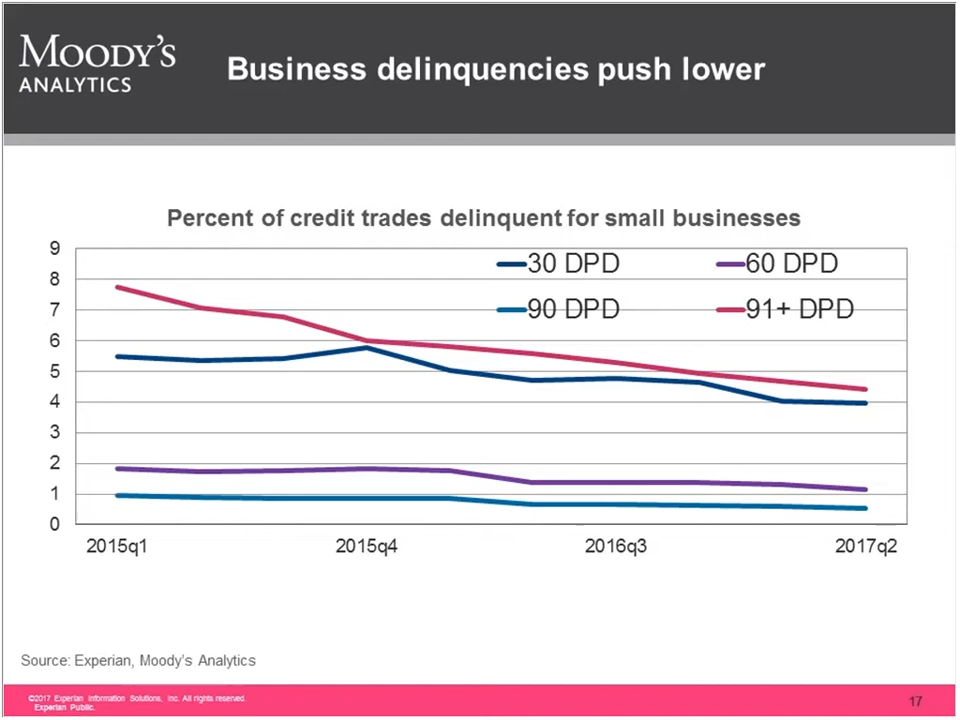 MOODY'S
ANALYTICS
Business delinquencies push lower
Percent of credit trades delinquent for small businesses
9
8
7
6
5
4
3
2
1
0
30 DPD
60 DPD
90 DPD
91+ DPD
2015q1
2015q4
2016q3
2017q2
Source: Experian, Moody's Analytics
©2017 Experian Information Solutions, Inc. All rights reserved.
Experian Public.
17